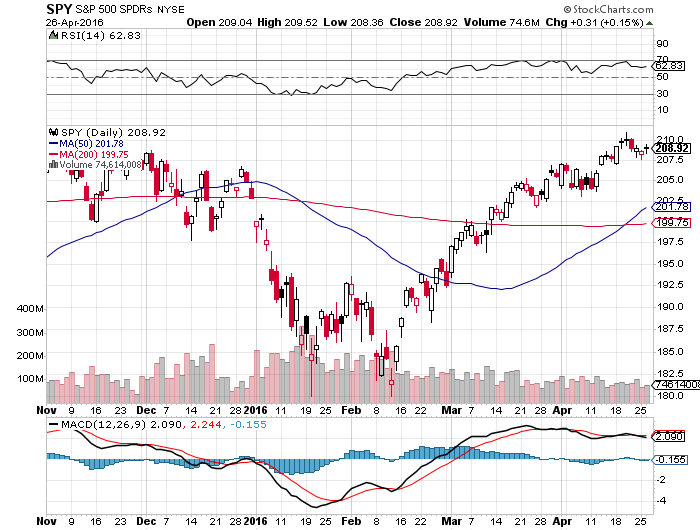 SPY S&P 500 SPDRs NYSE © StockCharts.com
26-Apr-2016 Open 209.04 High 209.52 Low 208.36 Close 208.92 Volume 74.6M Chg +0.31 (+0.15%)
RSI(14) 62.83
90
70
62.83
50
30
10
SPY (Daily) 208.92
MA(50) 201.78
MA(200) 199.75
Volume 74,614,008
210.0
208.92
207.5
205.0
202.5
201.78
199.75
197.5
195.0
192.5
190.0
187.5
185.0
182.5
180.0
400M
300M
200M
100M
74614008
Nov 9 16 23 Dec 7 14 21 28 2016 11 19 25 Feb 8 16 22 Mar 7 14 21 28 Apr 11 18 25
MACD(12,26,9) 2.090, 2.244, -0.155
3
2.090
1
-0.155
-1
-2
-3
-4
Nov 9 16 23 Dec 7 14 21 28 2016 11 19 25 Feb 8 16 22 Mar 7 14 21 28 Apr 11 18 25